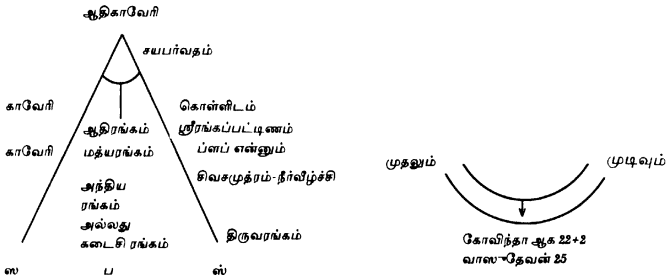 ஆதிகாவேரி
சயபர்வதம்
காவேரி
கொள்ளிடம்
ஆதிரங்கம்
ஸ்ரீரங்கப்பட்டிணம்
காவேரி
மத்யரங்கம்
ப்ளப் என்னும்
சிவசமுத்ரம்-நீர்வீழ்ச்சி
அந்திய
ரங்கம்
அல்லது
கடைசி ரங்கம்
திருவரங்கம்
ஸ ப ஸ்
முதலும் முடிவும்
கோவிந்தா ஆக 22+2
வாஸுதேவன் 25